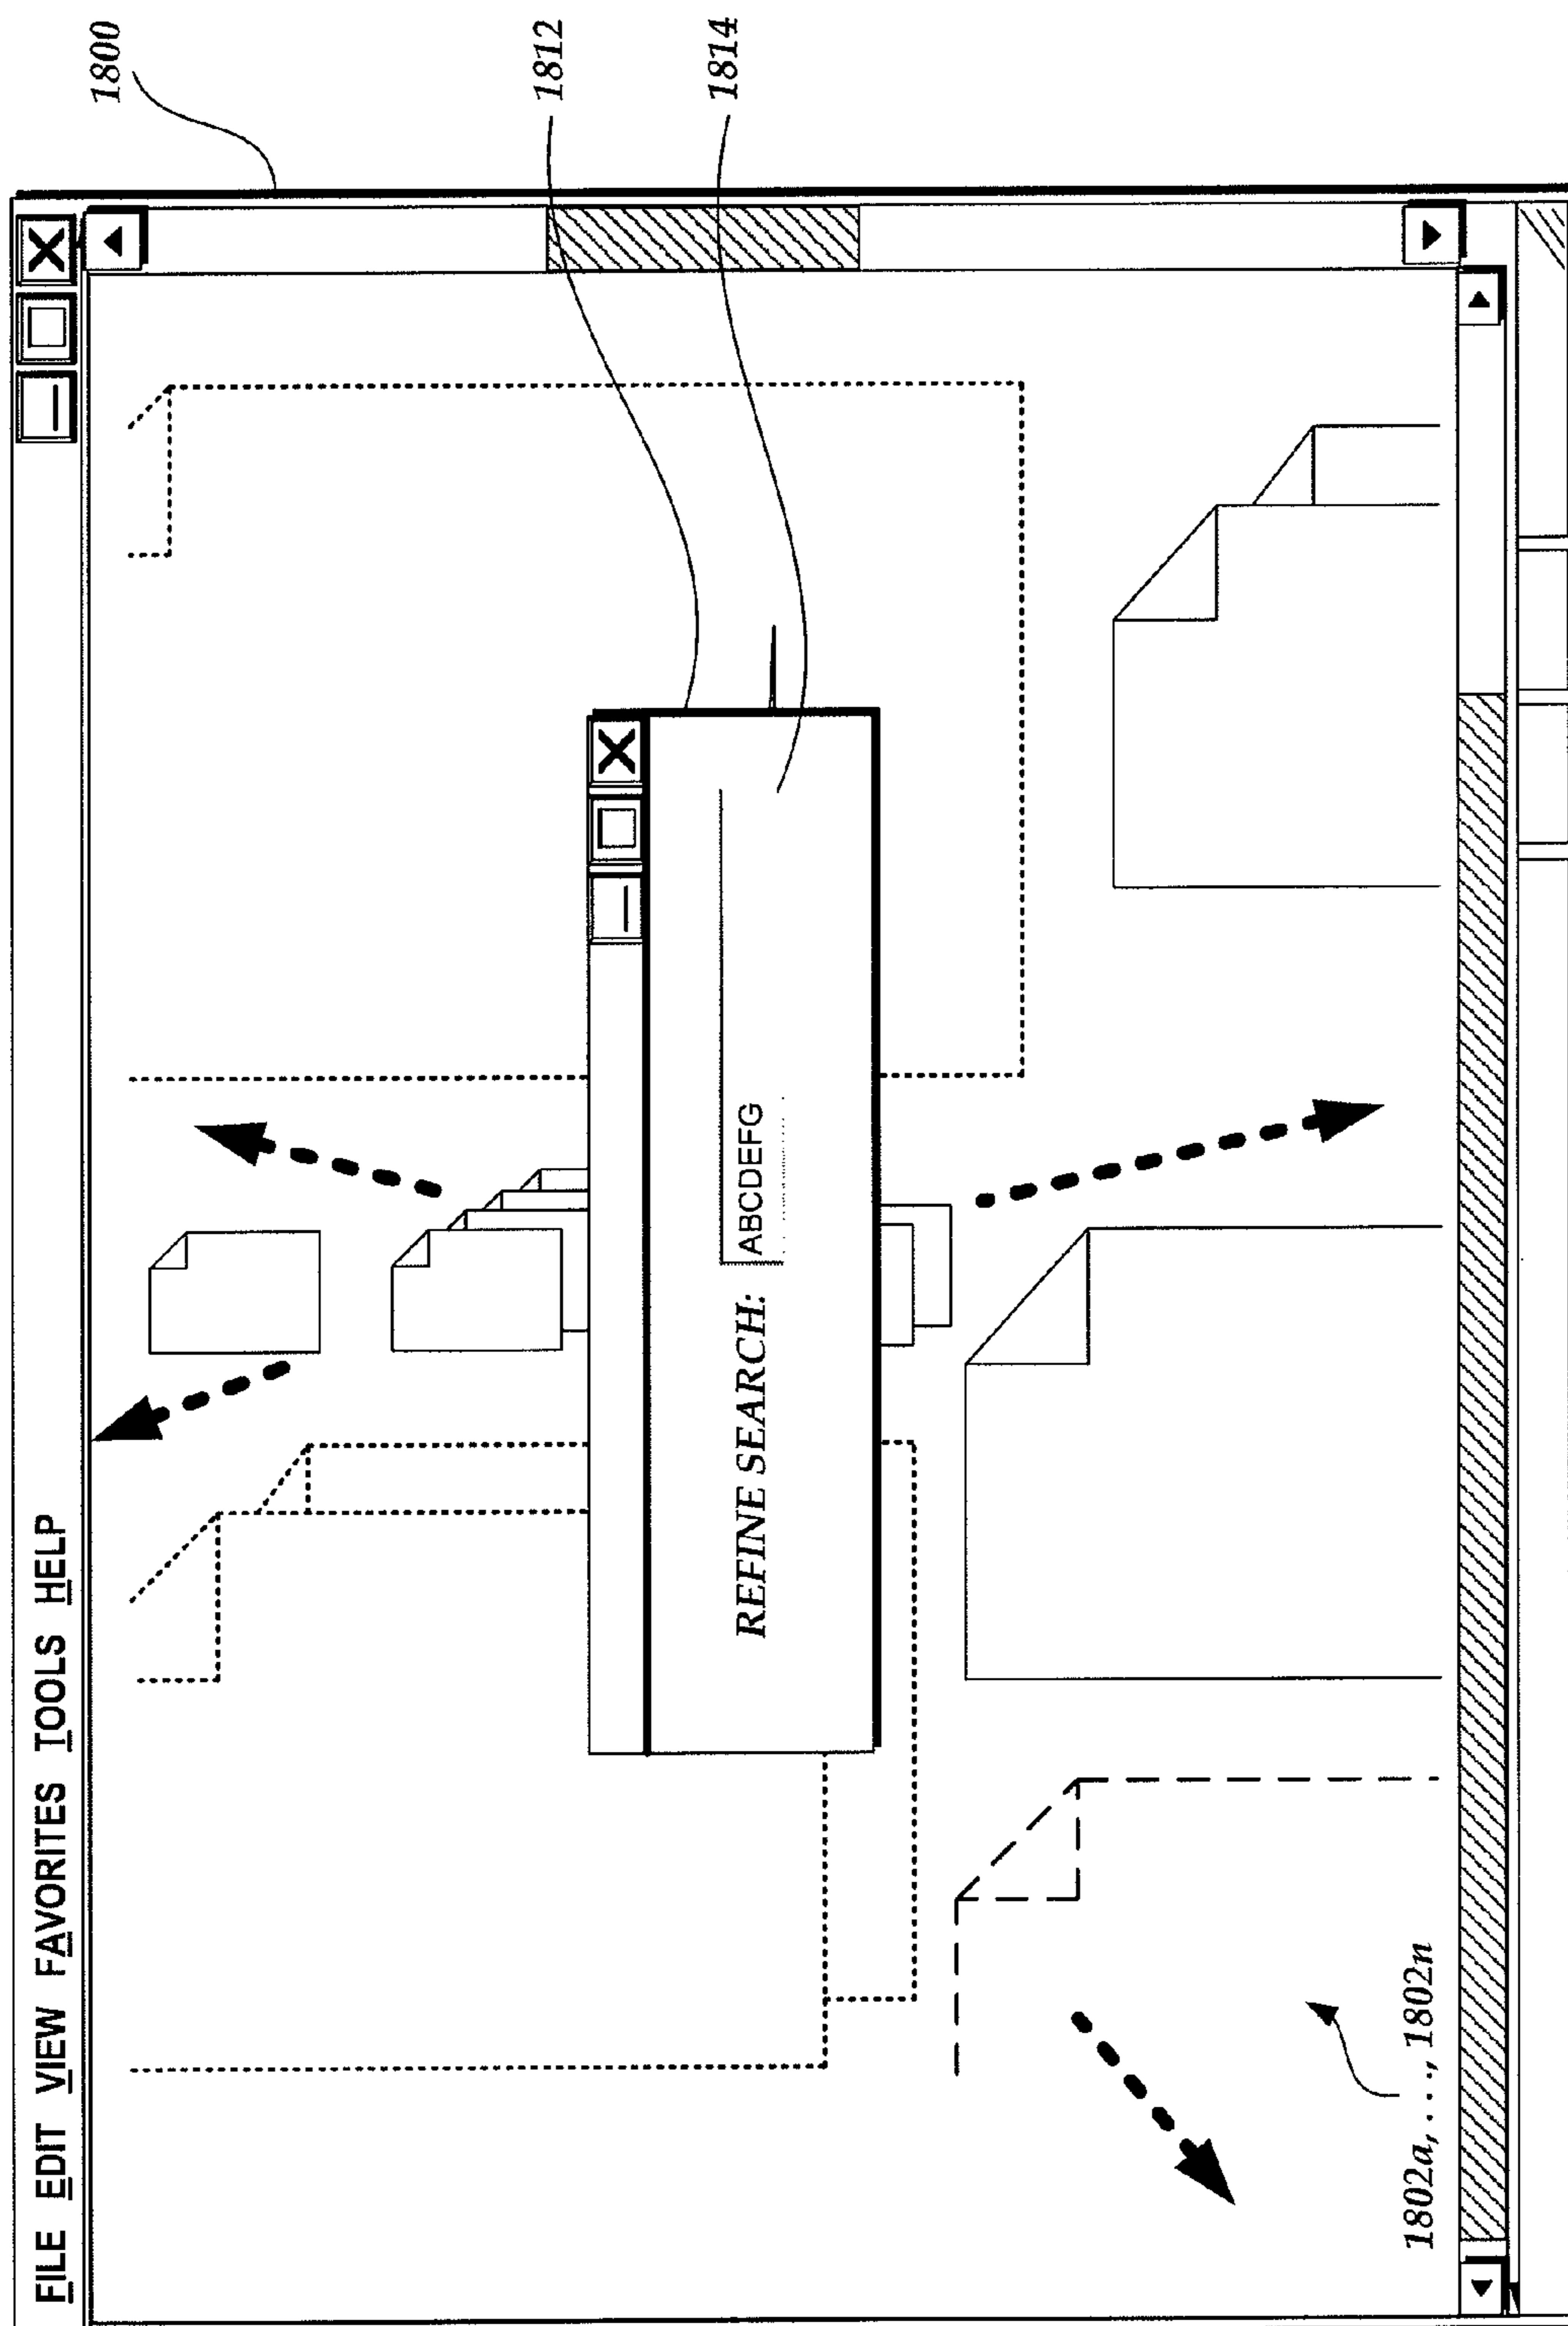 FILE EDIT VIEW FAVORITES TOOLS HELP
1800
1812
1814
REFINE SEARCH: ABCDEFG
1802a, . . ., 1802n